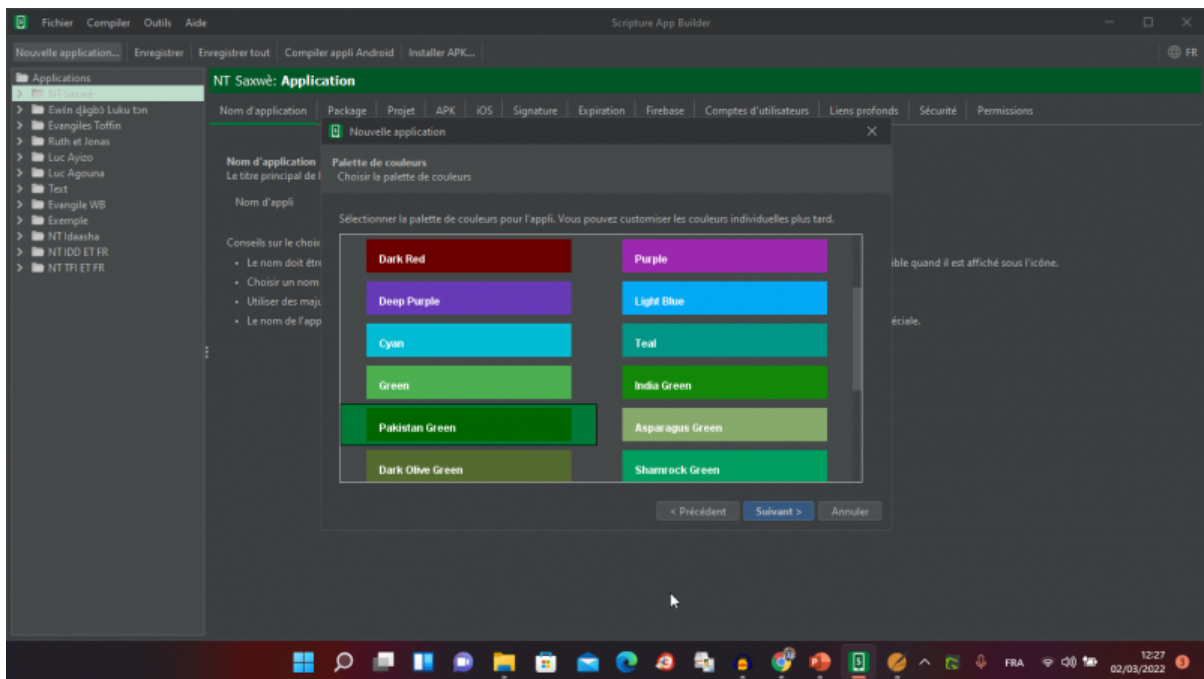 Fichier Compiler Outils Aide
Scripture App Builder
Nouvelle application... Enregistrer Enregistrer tout Compiler appli Android Installer APK...
FR
Applications
NT Saxwè
Ewin dagbò Luku tɔn
Evangiles Toffin
Ruth et Jonas
Luc Ayizo
Luc Agouna
Text
Evangile WB
Exemple
NT Idaasha
NT IDD ET FR
NT TFI ET FR
NT Saxwè: Application
Nom d'application Package Projet APK iOS Signature Expiration Firebase Comptes d'utilisateurs Liens profonds Sécurité Permissions
Nom d'application
Le titre principal de l
Nom d'appli
Conseils sur le choix
• Le nom doit être
ible quand il est affiché sous l'icône.
• Choisir un nom
• Utiliser des maju
• Le nom de l'app
éciale.
Nouvelle application
Palette de couleurs
Choisir la palette de couleurs
Sélectionner la palette de couleurs pour l'appli. Vous pouvez customiser les couleurs individuelles plus tard.
Dark Red Purple
Deep Purple Light Blue
Cyan Teal
Green India Green
Pakistan Green Asparagus Green
Dark Olive Green Shamrock Green
< Précédent Suivant > Annuler
FRA
12:27
02/03/2022
3